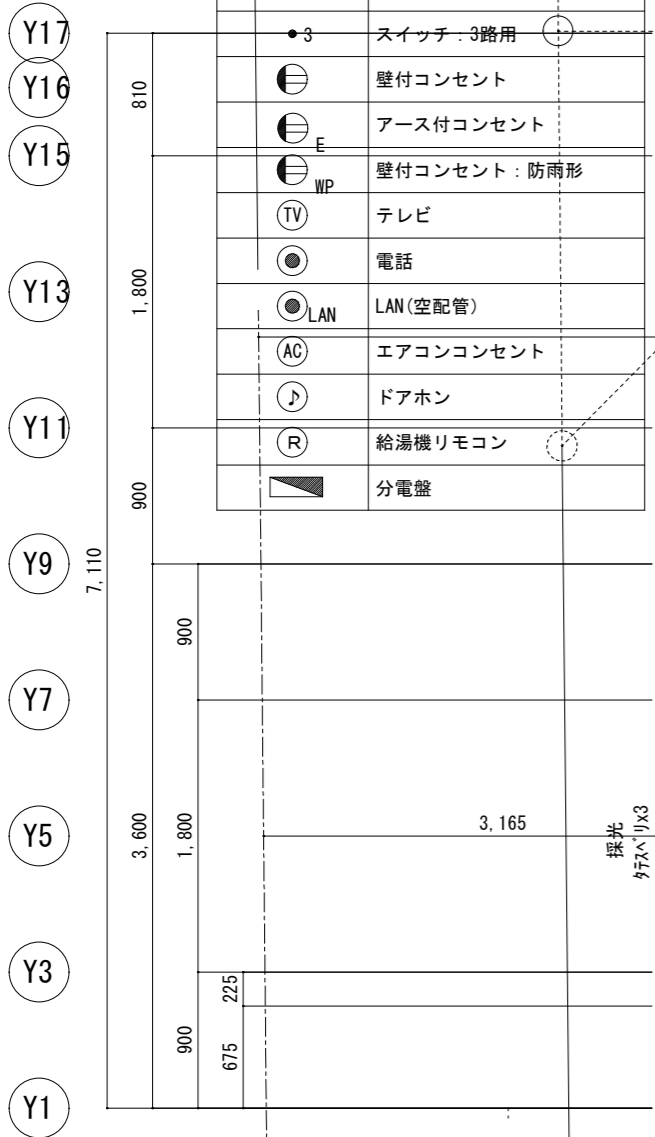 Y17
3 スイッチ：3路用
Y16
810
壁付コンセント
E アース付コンセント
Y15
WP 壁付コンセント：防雨形
TV テレビ
電話
Y13
1,800
LAN LAN(空配管)
AC エアコンコンセント
♪ ドアホン
Y11
R 給湯機リモコン
900
分電盤
Y9
7,110
900
Y7
Y5
3,600
1,800
3,165
採光
ﾀﾃｽﾍﾞﾘx3
Y3
225
900
675
Y1